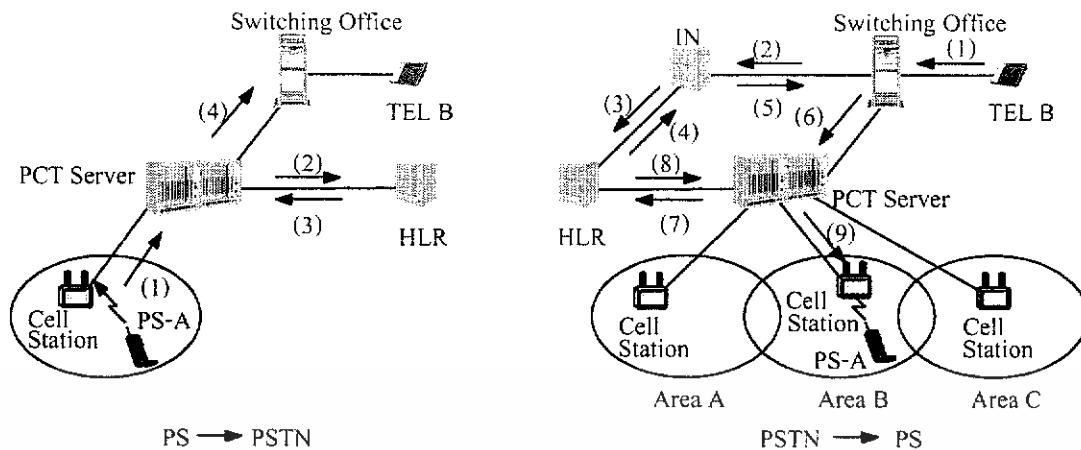 Switching Office
(4)
TEL B
PCT Server
(2)
(3)
HLR
(1)
Cell
Station
PS-A
PS → PSTN
Switching Office
IN
(2)
(1)
(5)
TEL B
(3)
(4)
(6)
(8)
(7)
HLR
PCT Server
(9)
Cell
Station
Cell
Station
PS-A
Cell
Station
Area A
Area B
Area C
PSTN → PS